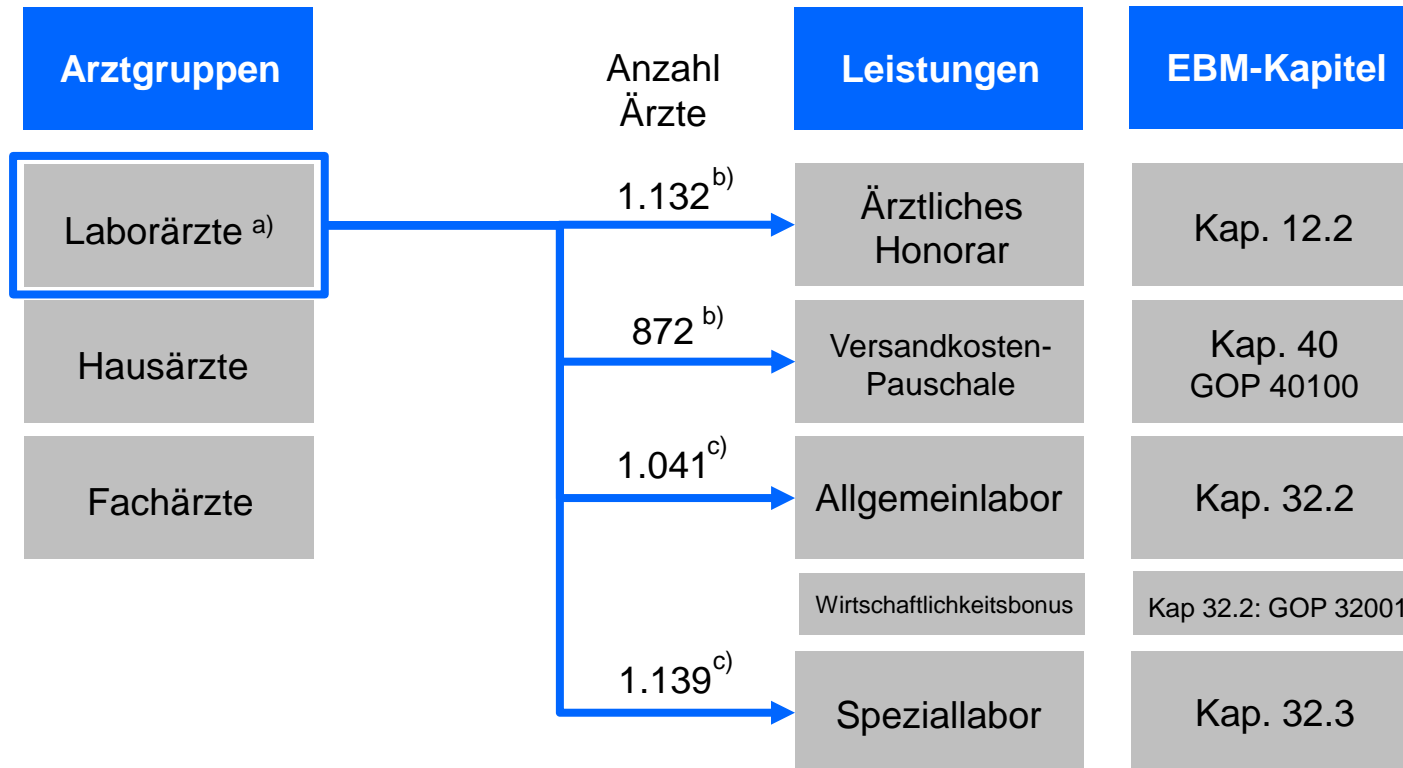 Arztgruppen
Anzahl
Ärzte
Leistungen
EBM-Kapitel
Laborärzte a)
1.132 b)
Ärztliches
Honorar
Kap. 12.2
Hausärzte
872 b)
Versandkosten-
Pauschale
Kap. 40
GOP 40100
Fachärzte
1.041 c)
Allgemeinlabor
Kap. 32.2
Wirtschaftlichkeitsbonus
Kap 32.2: GOP 32001
1.139 c)
Speziallabor
Kap. 32.3